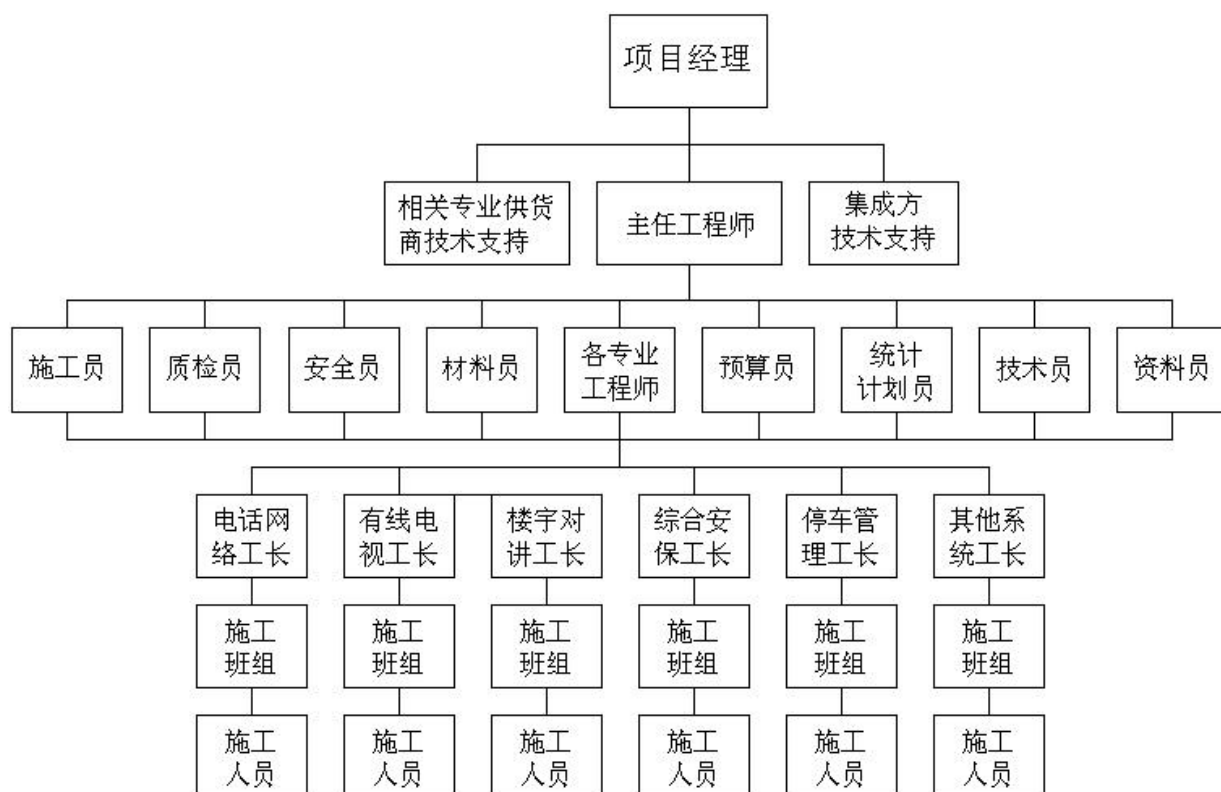 项目经理
相关专业供货
商技术支持
主任工程师
集成方
技术支持
施工员
质检员
安全员
材料员
各专业
工程师
预算员
统计
计划员
技术员
资料员
电话网
络工长
有线电
视工长
楼宇对
讲工长
综合安
保工长
停车管
理工长
其他系
统工长
施工
班组
施工
班组
施工
班组
施工
班组
施工
班组
施工
班组
施工
人员
施工
人员
施工
人员
施工
人员
施工
人员
施工
人员